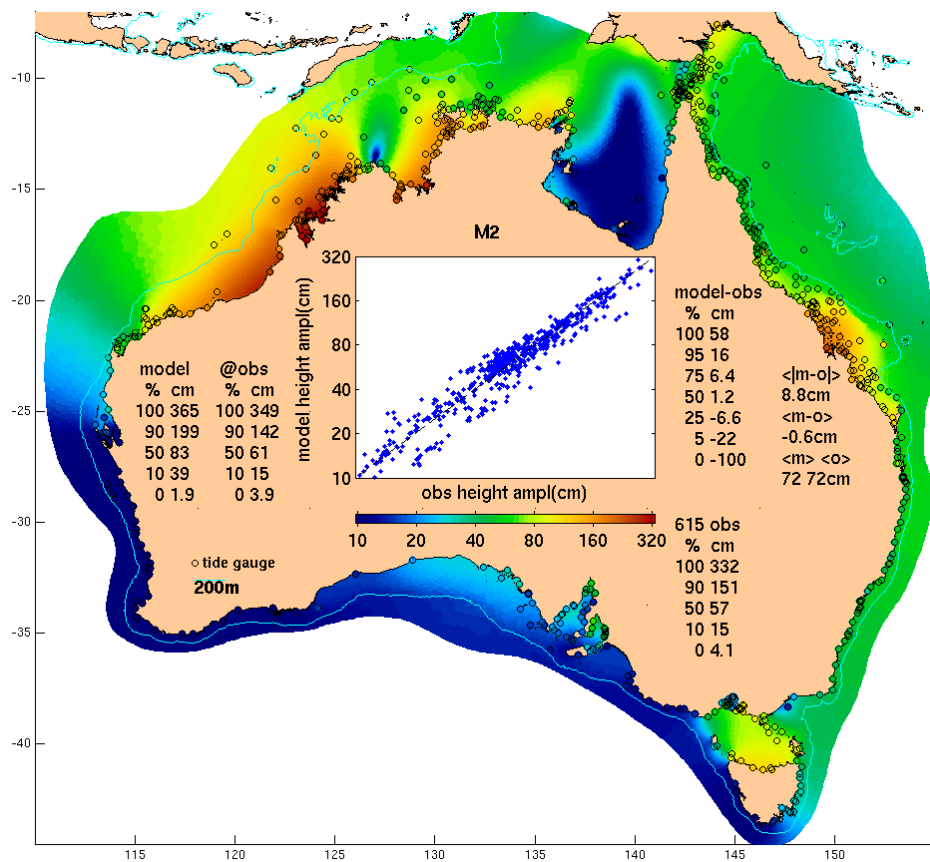 -10
-15
-20
-25
-30
-35
-40
M2
320
160
80
40
20
10
model height ampl(cm)
obs height ampl(cm)
10 20 40 80 160 320
model @obs
% cm % cm
100 365 100 349
90 199 90 142
50 83 50 61
10 39 10 15
0 1.9 0 3.9
model-obs
% cm
100 58
95 16
75 6.4
50 1.2
25 -6.6
5 -22
0 -100
<|m-o|>
8.8cm
<m-o>
-0.6cm
<m> <o>
72 72cm
615 obs
% cm
100 332
90 151
50 57
10 15
0 4.1
tide gauge
200m
115 120 125 130 135 140 145 150